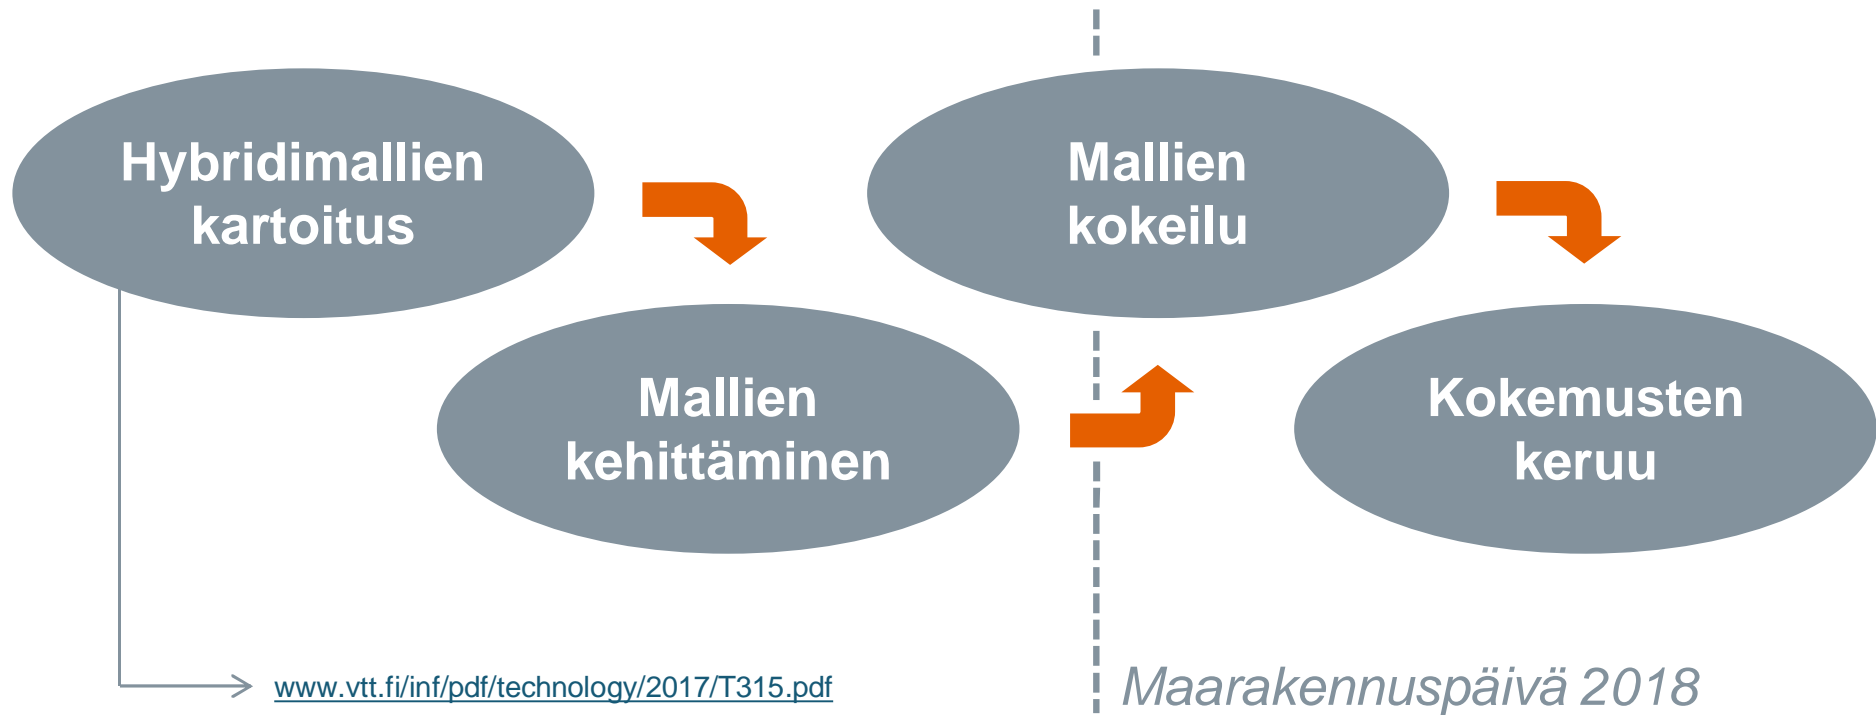 Hybridimallien
kartoitus
Mallien
kehittäminen
Mallien
kokeilu
Kokemusten
keruu
www.vtt.fi/inf/pdf/technology/2017/T315.pdf
Maarakennuspäivä 2018